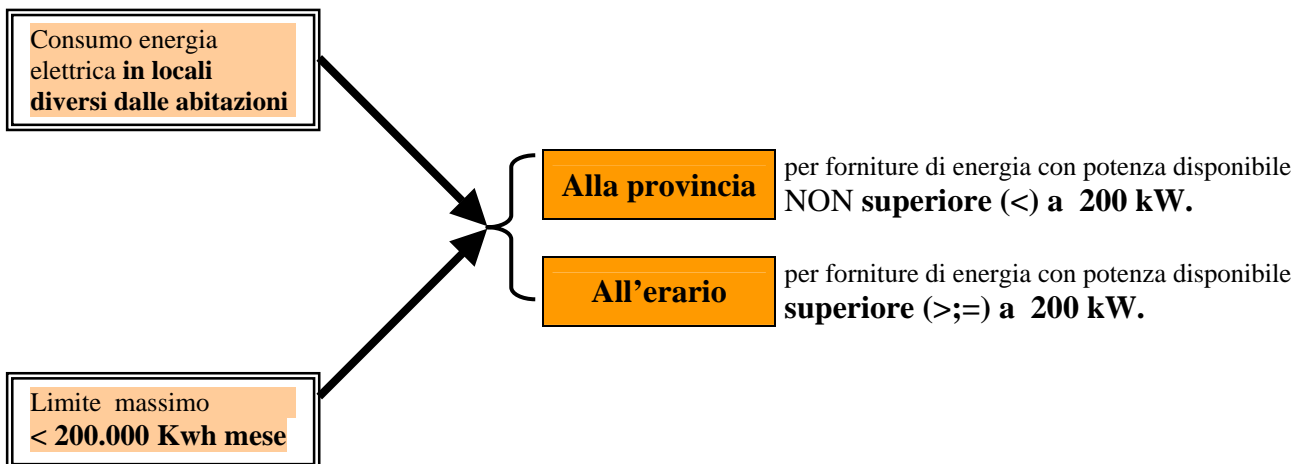 Consumo energia
elettrica in locali
diversi dalle abitazioni
Alla provincia
per forniture di energia con potenza disponibile
NON superiore (<) a 200 kW.
All'erario
per forniture di energia con potenza disponibile
superiore (>;=) a 200 kW.
Limite massimo
< 200.000 Kwh mese